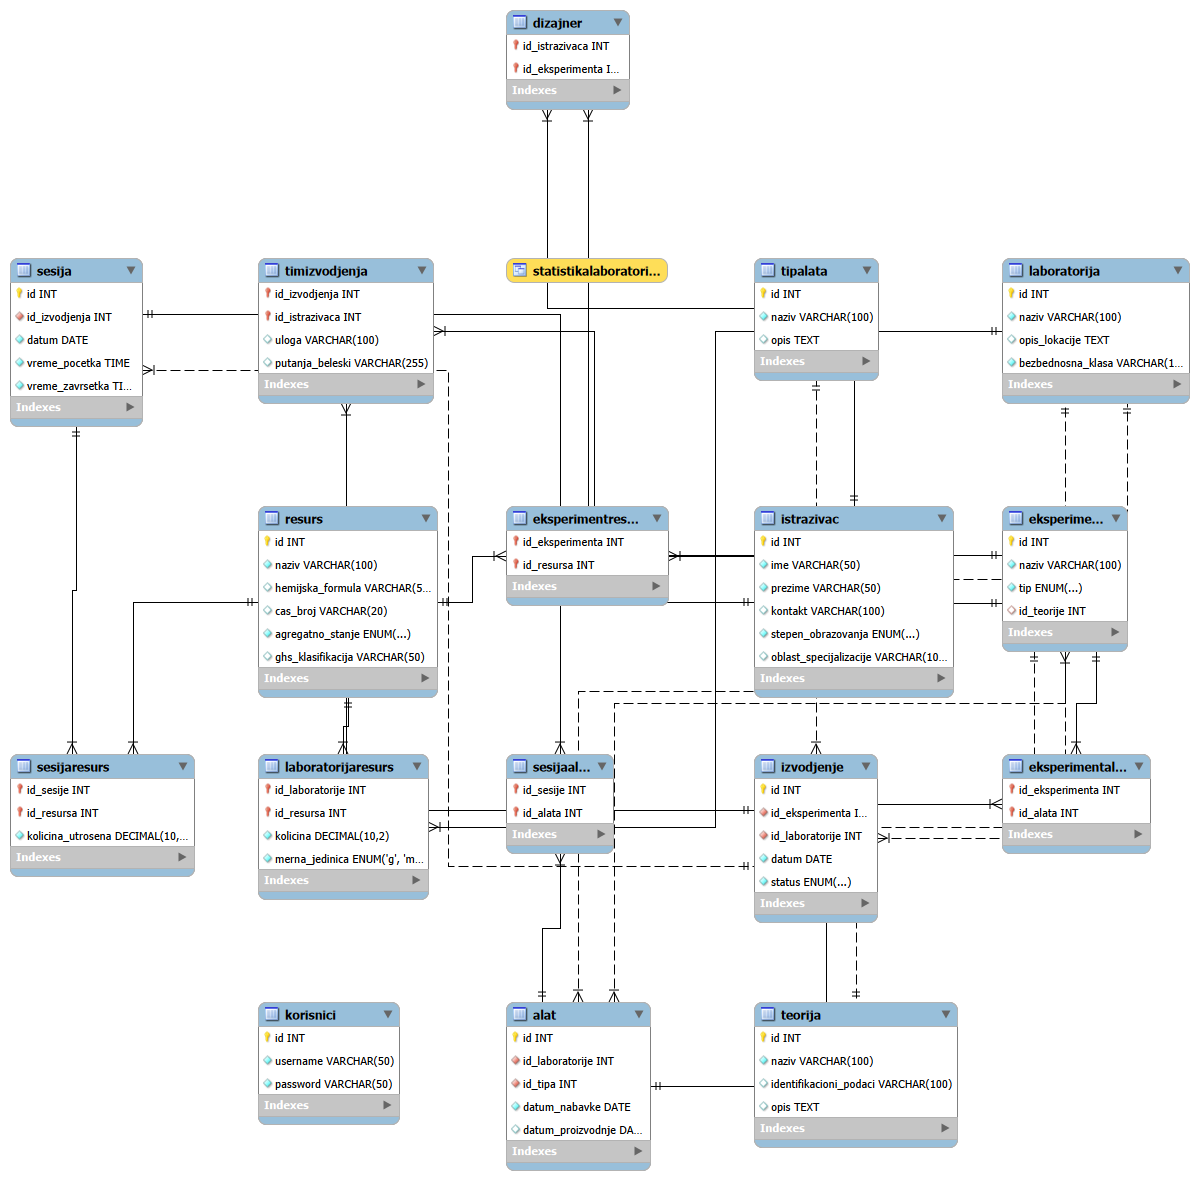 dizajner
id_istrazivaca INT
id_eksperimenta I...
Indexes
sesija
id INT
id_izvodjenja INT
datum DATE
vreme_pocetka TIME
vreme_zavrsetka TI...
Indexes
timizvodjenja
id_izvodjenja INT
id_istrazivaca INT
uloga VARCHAR(100)
putanja_beleski VARCHAR(255)
Indexes
statistikalaboratori...
tipalata
id INT
naziv VARCHAR(100)
opis TEXT
Indexes
laboratorija
id INT
naziv VARCHAR(100)
opis_lokacije TEXT
bezbednosna_klasa VARCHAR(1...
Indexes
resurs
id INT
naziv VARCHAR(100)
hemijska_formula VARCHAR(5...
cas_broj VARCHAR(20)
agregatno_stanje ENUM(...)
ghs_klasifikacija VARCHAR(50)
Indexes
eksperimentres...
id_eksperimenta INT
id_resursa INT
Indexes
istrazivac
id INT
ime VARCHAR(50)
prezime VARCHAR(50)
kontakt VARCHAR(100)
stepen_obrazovanja ENUM(...)
oblast_specijalizacije VARCHAR(10...
Indexes
eksperime...
id INT
naziv VARCHAR(100)
tip ENUM(...)
id_teorije INT
Indexes
sesijaresurs
id_sesije INT
id_resursa INT
kolicina_utrosena DECIMAL(10,...
Indexes
laboratorijaresurs
id_laboratorije INT
id_resursa INT
kolicina DECIMAL(10,2)
merna_jedinica ENUM('g', 'm...
Indexes
sesijaal...
id_sesije INT
id_alata INT
Indexes
izvodjenje
id INT
id_eksperimenta I...
id_laboratorije INT
datum DATE
status ENUM(...)
Indexes
eksperimental...
id_eksperimenta INT
id_alata INT
Indexes
korisnici
id INT
username VARCHAR(50)
password VARCHAR(50)
Indexes
alat
id INT
id_laboratorije INT
id_tipa INT
datum_nabavke DATE
datum_proizvodnje DA...
Indexes
teorija
id INT
naziv VARCHAR(100)
identifikacioni_podaci VARCHAR(100)
opis TEXT
Indexes